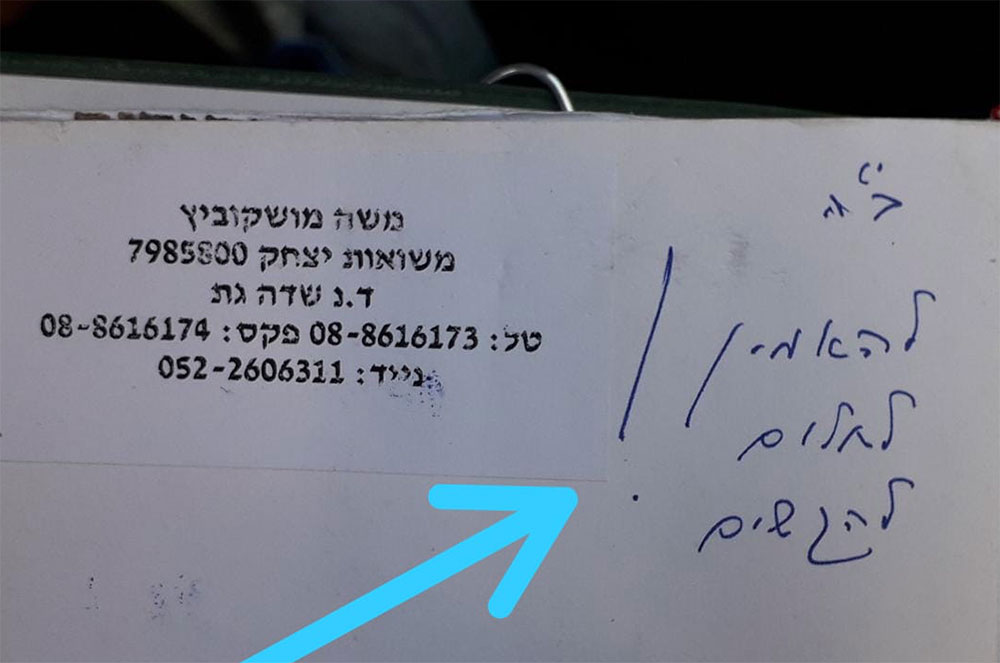 משה מושקוביץ
משואות יצחק 7985800
ד.נ שדה גת
טל: 08-8616173 פקס: 08-8616174
נייד: 052-2606311
ב"ה
להאמין
לחלום
להגשים!